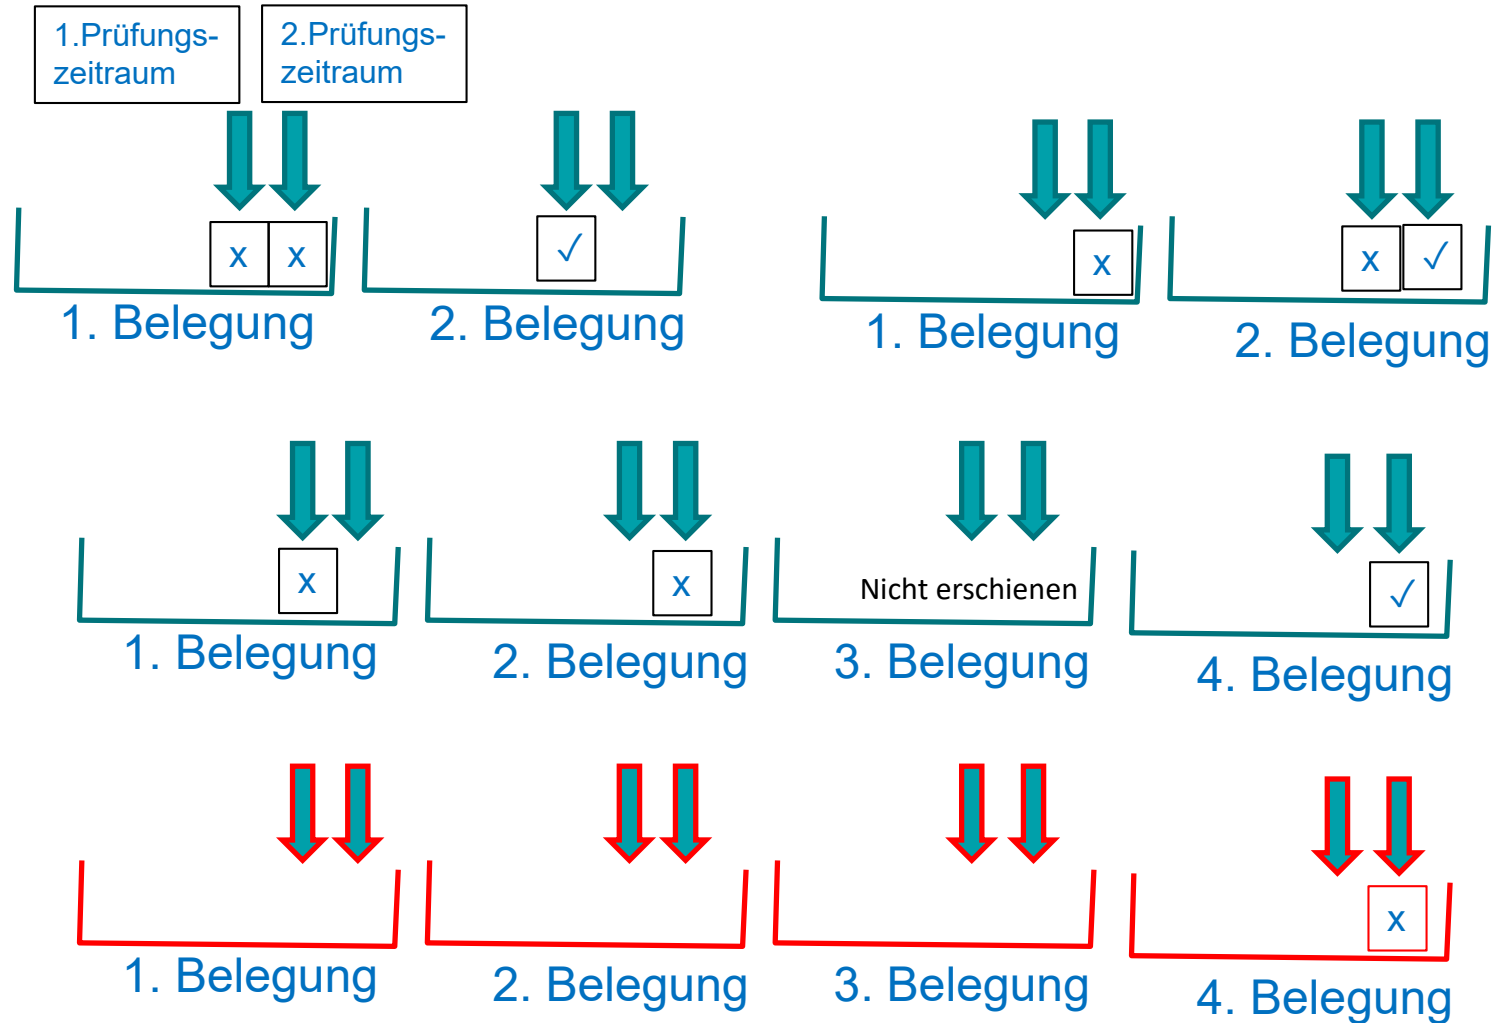 1.Prüfungs-
zeitraum
2.Prüfungs-
zeitraum
x x
✓
x
x ✓
1. Belegung
2. Belegung
1. Belegung
2. Belegung
x
x
Nicht erschienen
✓
1. Belegung
2. Belegung
3. Belegung
4. Belegung
x
1. Belegung
2. Belegung
3. Belegung
4. Belegung